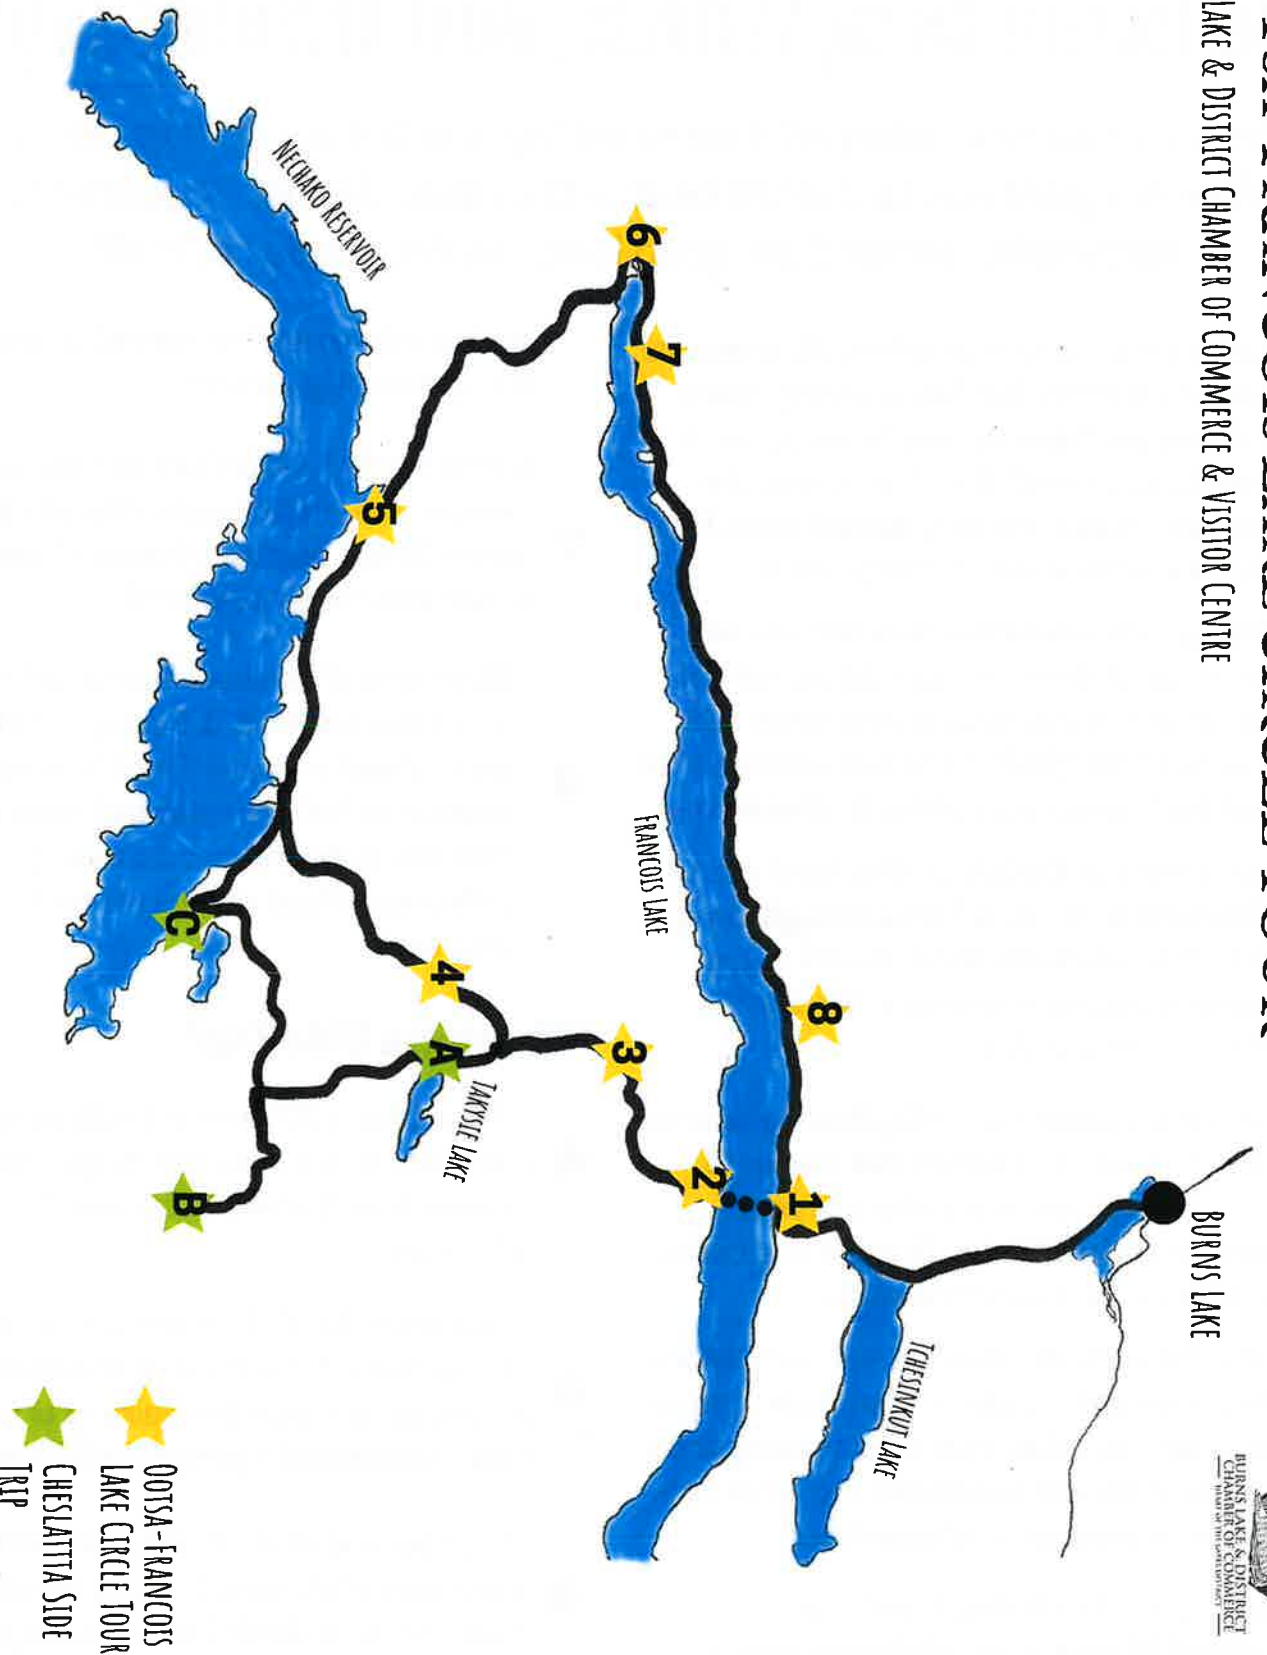 LAKE & DISTRICT CHAMBER OF COMMERCE & VISITOR CENTRE
BURNS LAKE & DISTRICT
CHAMBER OF COMMERCE
BURNS LAKE
TCHESINKUT LAKE
1
8
2
7
6
FRANCOIS LAKE
3
TAKYSIE LAKE
A
4
5
NECHAKO RESERVOIR
C
B
OOTSA-FRANCOIS
LAKE CIRCLE TOUR
CHESLATTA SIDE
TRIP